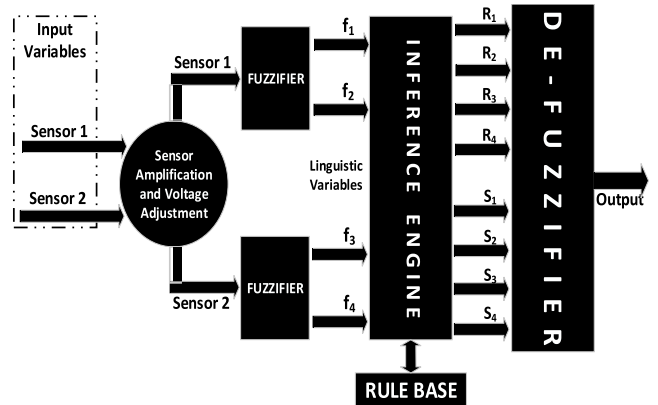 Input
Variables
Sensor 1
Sensor 2
Sensor
Amplification
and Voltage
Adjustment
Sensor 1
Sensor 2
FUZZIFIER
FUZZIFIER
f1
f2
Linguistic
Variables
f3
f4
INFERENCE ENGINE
RULE BASE
R1
R2
R3
R4
S1
S2
S3
S4
DE-FUZZIFIER
Output